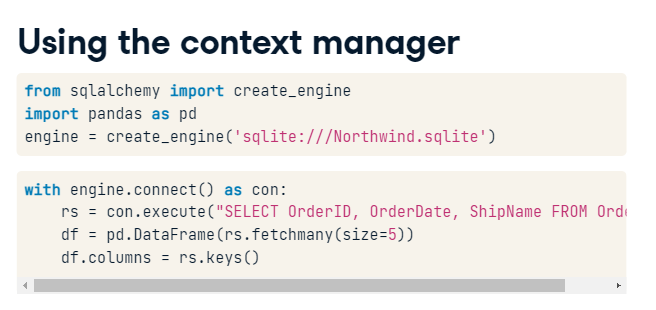 Using the context manager
from sqlalchemy import create_engine
import pandas as pd
engine = create_engine('sqlite:///Northwind.sqlite')
with engine.connect() as con:
    rs = con.execute("SELECT OrderID, OrderDate, ShipName FROM
    df = pd.DataFrame(rs.fetchmany(size=5))
    df.columns = rs.keys()